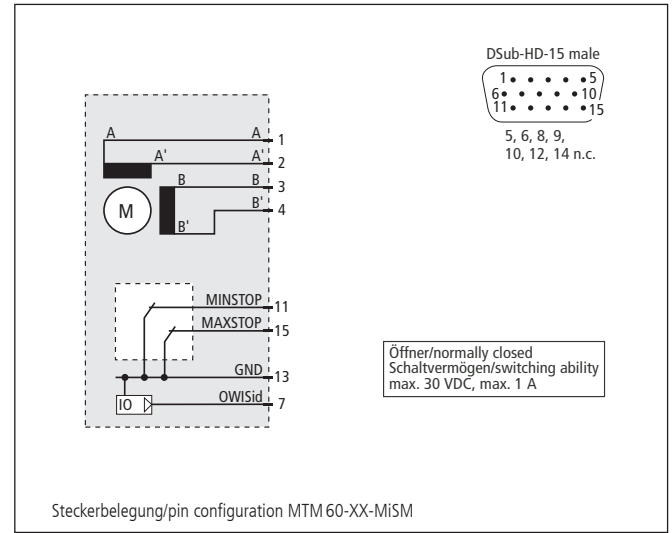 DSub-HD-15 male
1 5
6 10
11 15
5, 6, 8, 9,
10, 12, 14 n.c.
A A 1
A' A' 2
B B 3
B' B' 4
M
MINSTOP 11
MAXSTOP 15
GND 13
IO OWISid 7
Öffner/normally closed
Schaltvermögen/switching ability
max. 30 VDC, max. 1 A
Steckerbelegung/pin configuration MTM 60-XX-MiSM